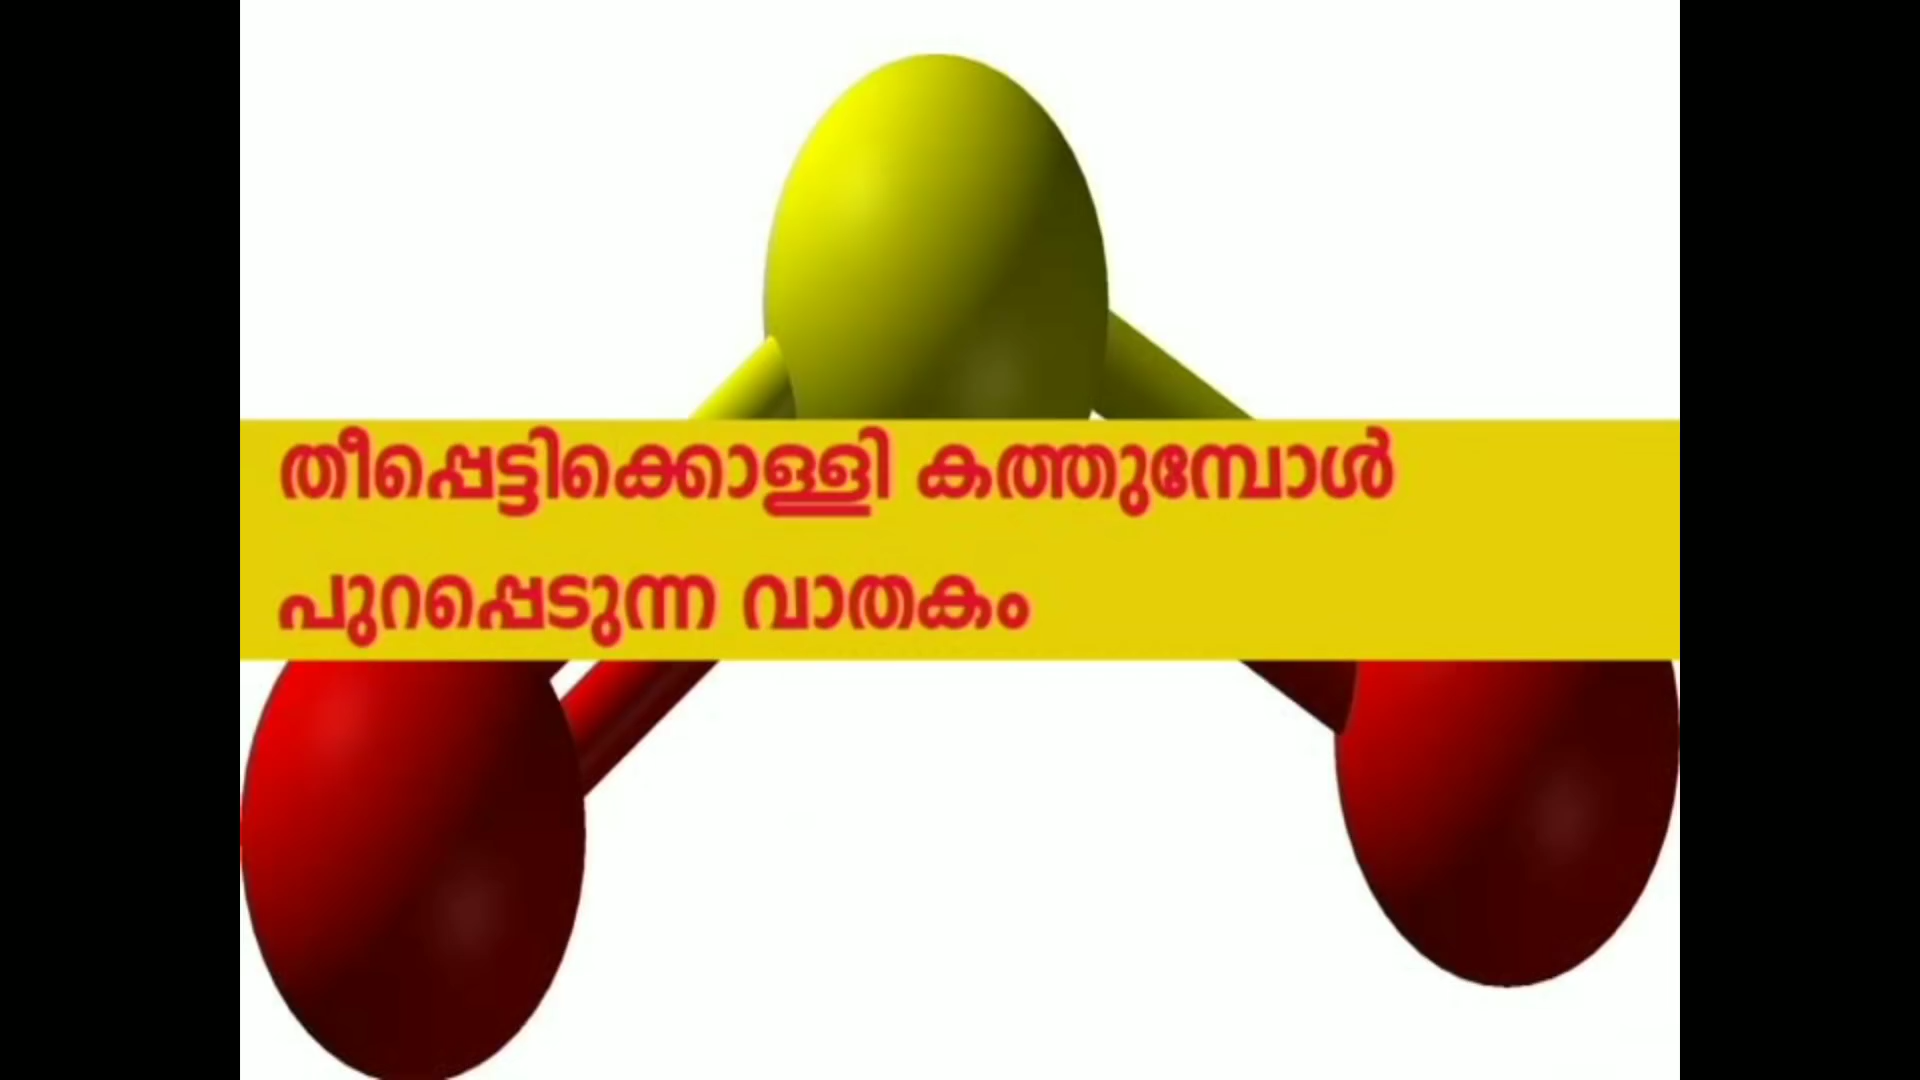 തീപ്പെട്ടിക്കൊള്ളി കത്തുമ്പോൾ
പുറപ്പെടുന്ന വാതകം